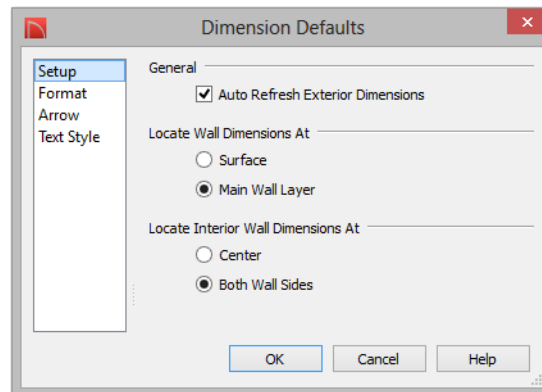 Dimension Defaults
Setup
Format
Arrow
Text Style
General
Auto Refresh Exterior Dimensions
Locate Wall Dimensions At
Surface
Main Wall Layer
Locate Interior Wall Dimensions At
Center
Both Wall Sides
OK
Cancel
Help